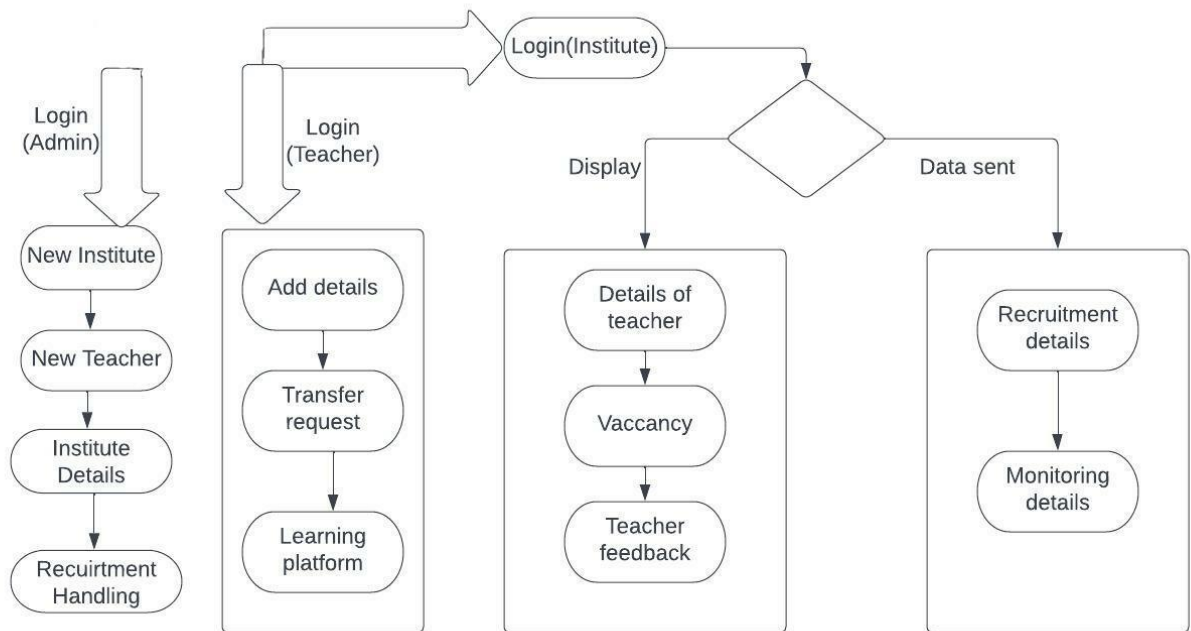 Login(Institute)
Login
(Admin)
Login
(Teacher)
Display
Data sent
New Institute
New Teacher
Institute
Details
Recuirtment
Handling
Add details
Transfer
request
Learning
platform
Details of
teacher
Vaccancy
Teacher
feedback
Recruitment
details
Monitoring
details